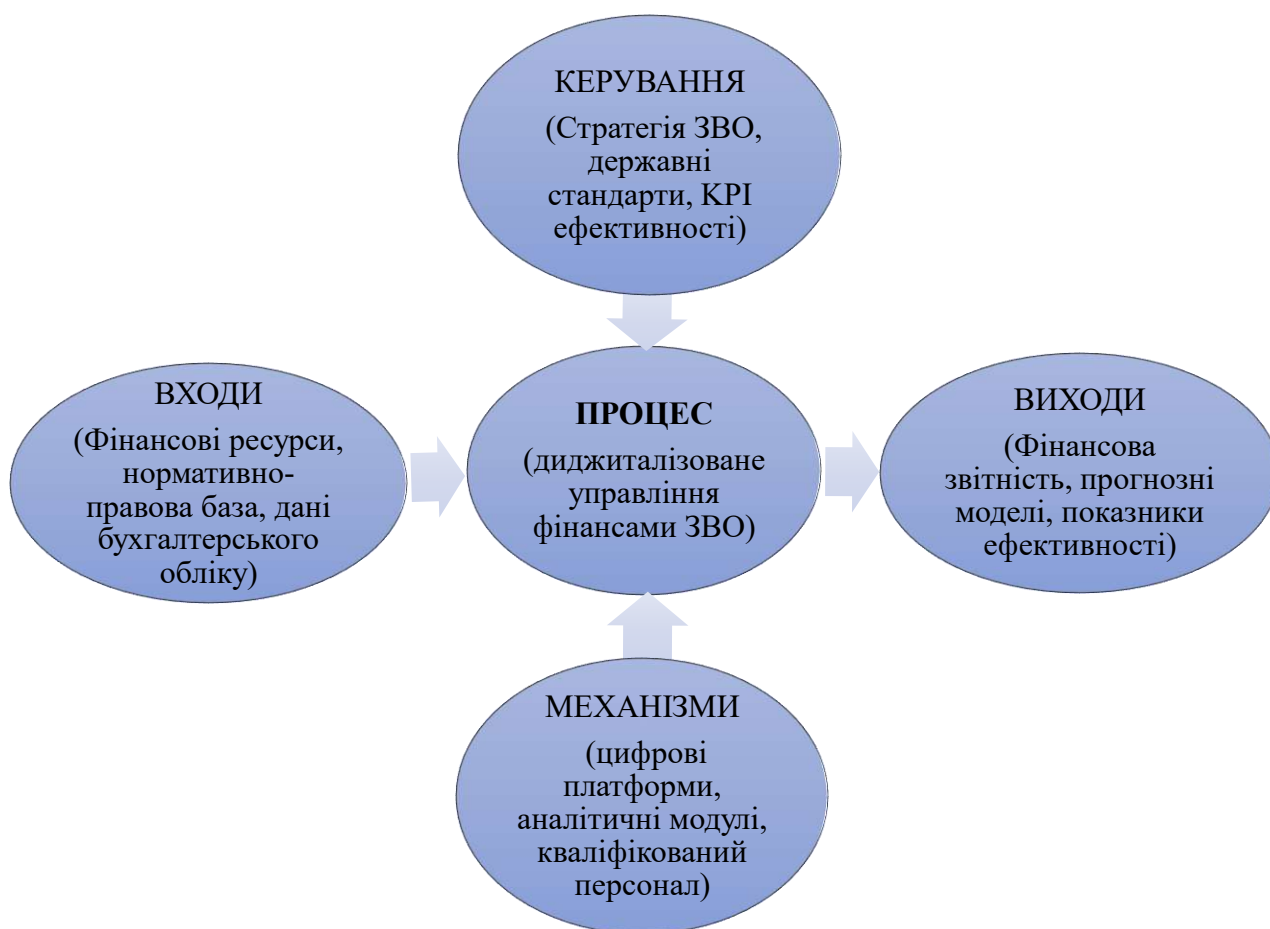 КЕРУВАННЯ
(Стратегія ЗВО,
державні
стандарти, KPI
ефективності)
ВХОДИ
(Фінансові ресурси,
нормативно-
правова база, дані
бухгалтерського
обліку)
ПРОЦЕС
(диджиталізоване
управління
фінансами ЗВО)
ВИХОДИ
(Фінансова
звітність, прогнозні
моделі, показники
ефективності)
МЕХАНІЗМИ
(цифрові
платформи,
аналітичні модулі,
кваліфікований
персонал)